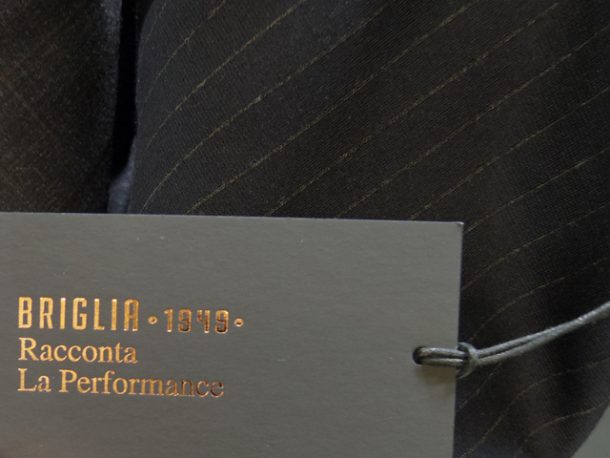 BRIGLIA • 1949 •
Racconta
La Performance